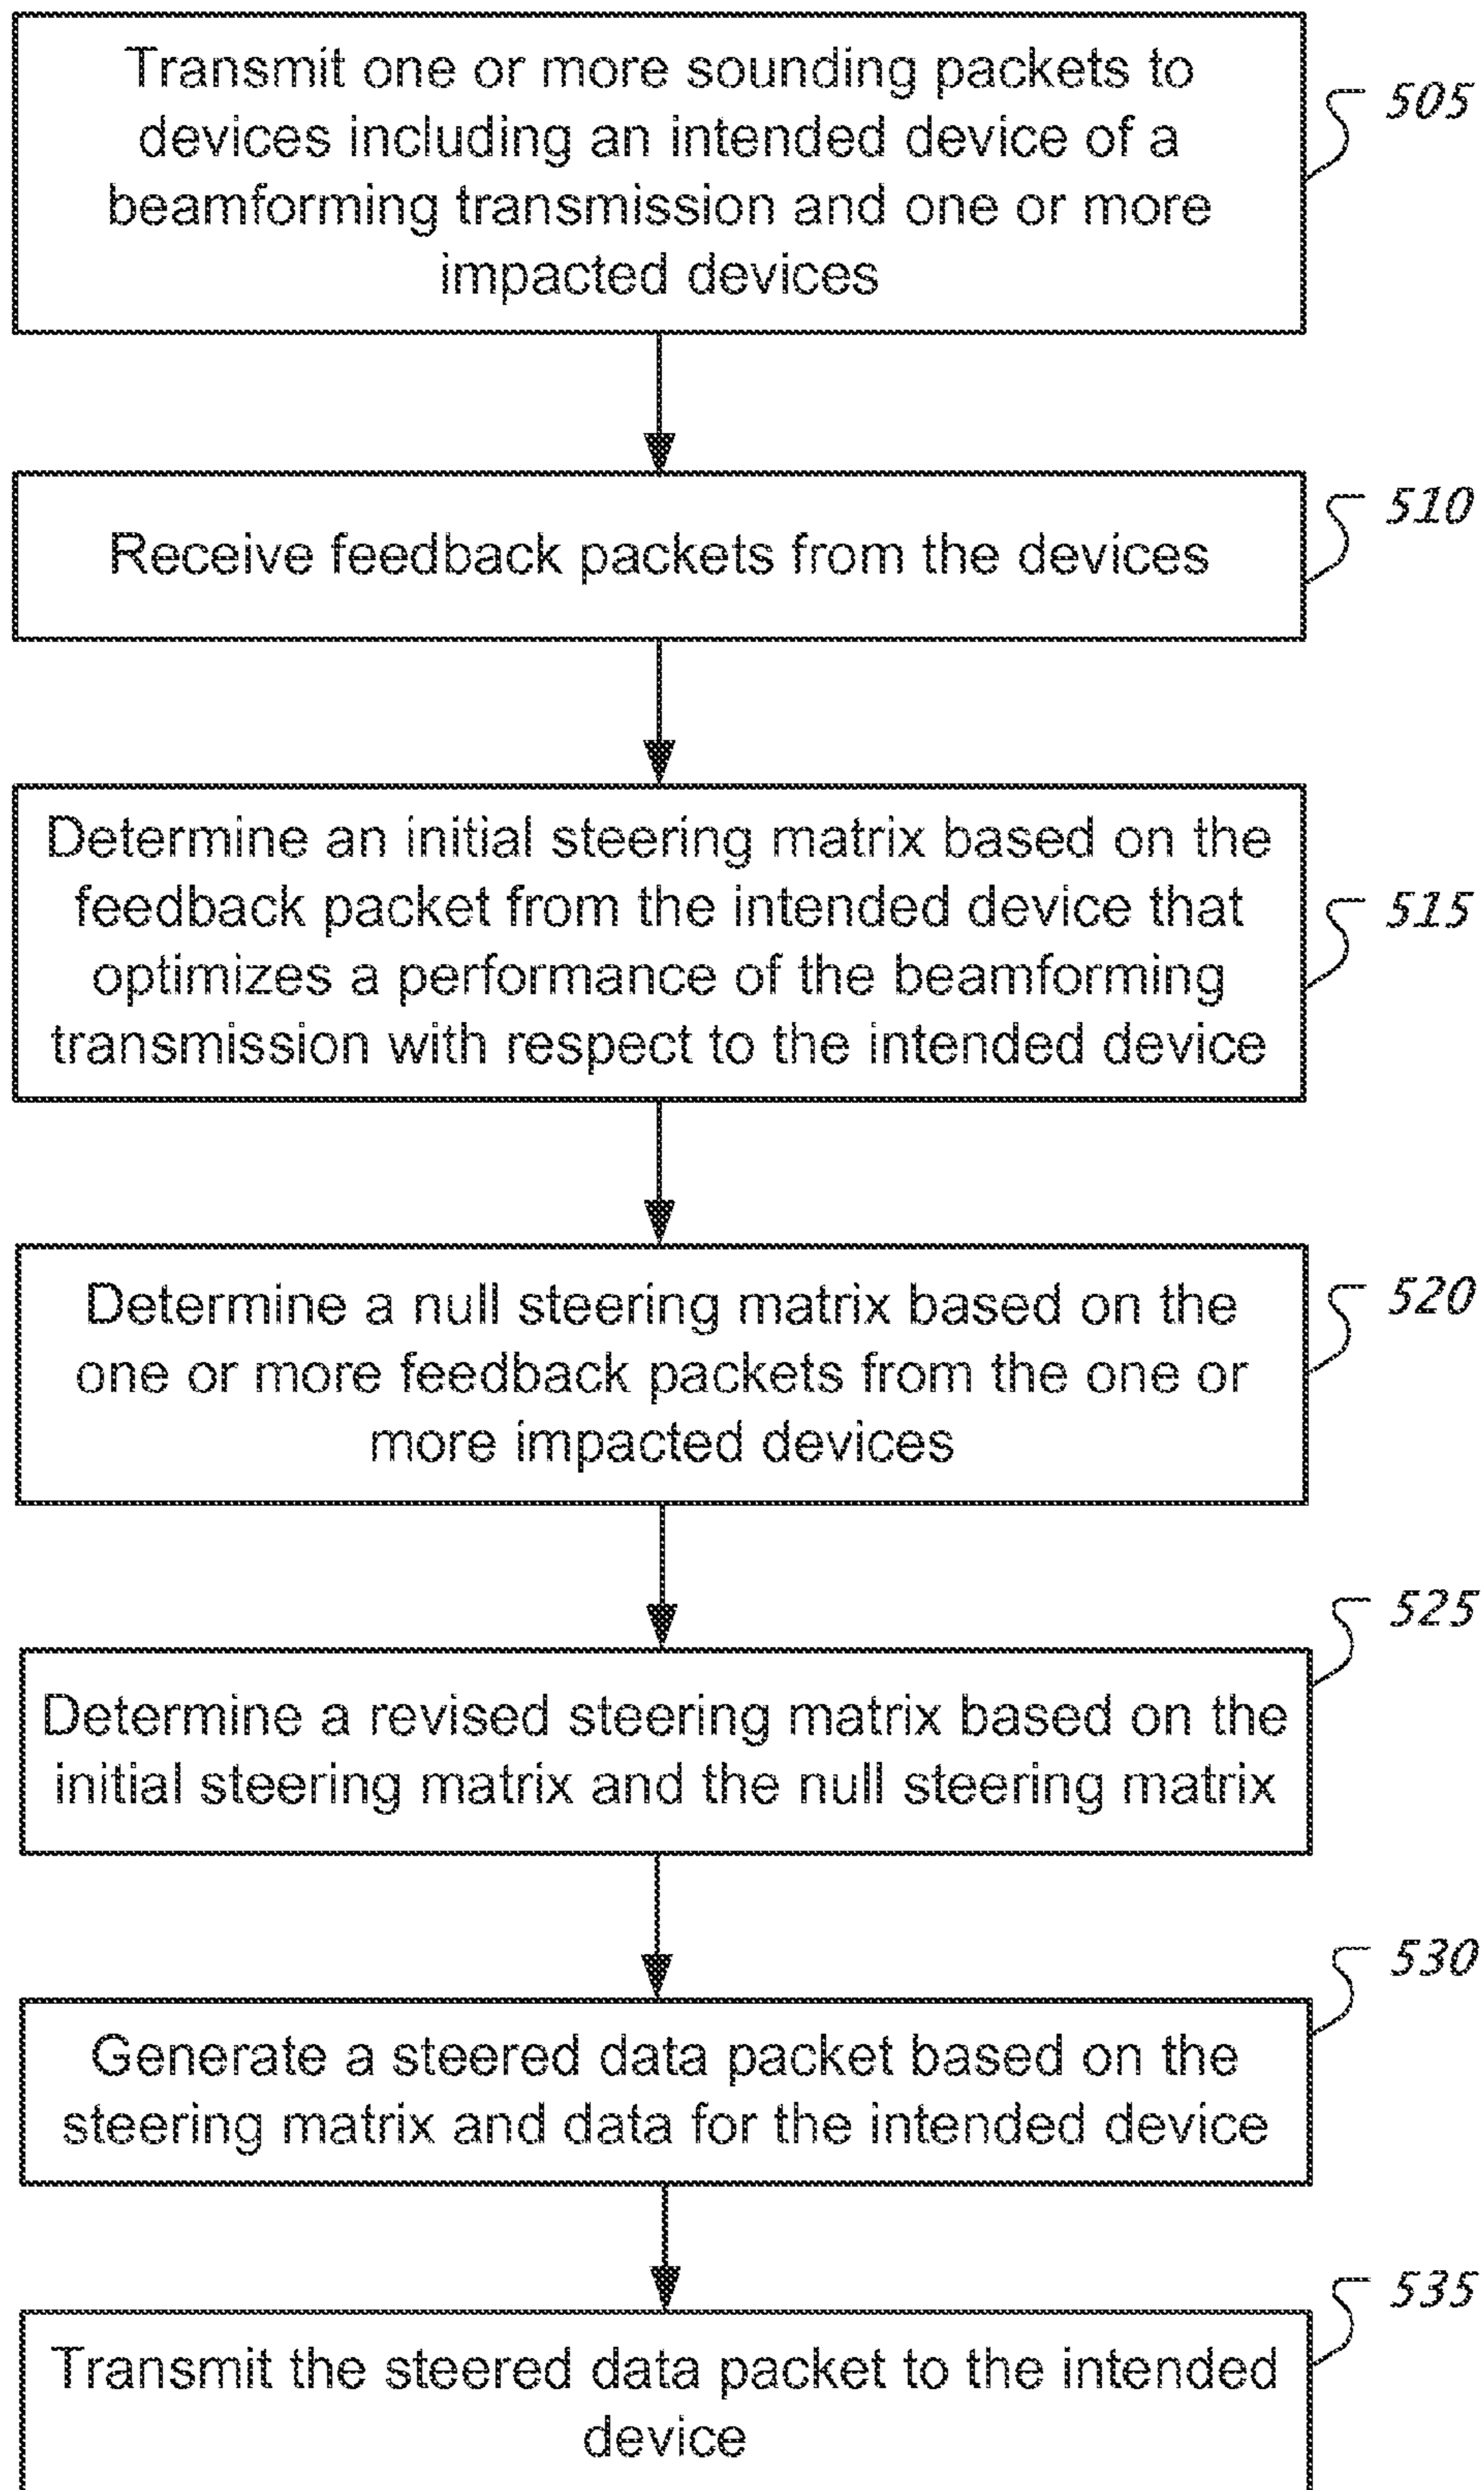 Transmit one or more sounding packets to
devices including an intended device of a
beamforming transmission and one or more
impacted devices
505
Receive feedback packets from the devices
510
Determine an initial steering matrix based on the
feedback packet from the intended device that
optimizes a performance of the beamforming
transmission with respect to the intended device
515
Determine a null steering matrix based on the
one or more feedback packets from the one or
more impacted devices
520
Determine a revised steering matrix based on the
initial steering matrix and the null steering matrix
525
Generate a steered data packet based on the
steering matrix and data for the intended device
530
Transmit the steered data packet to the intended
device
535